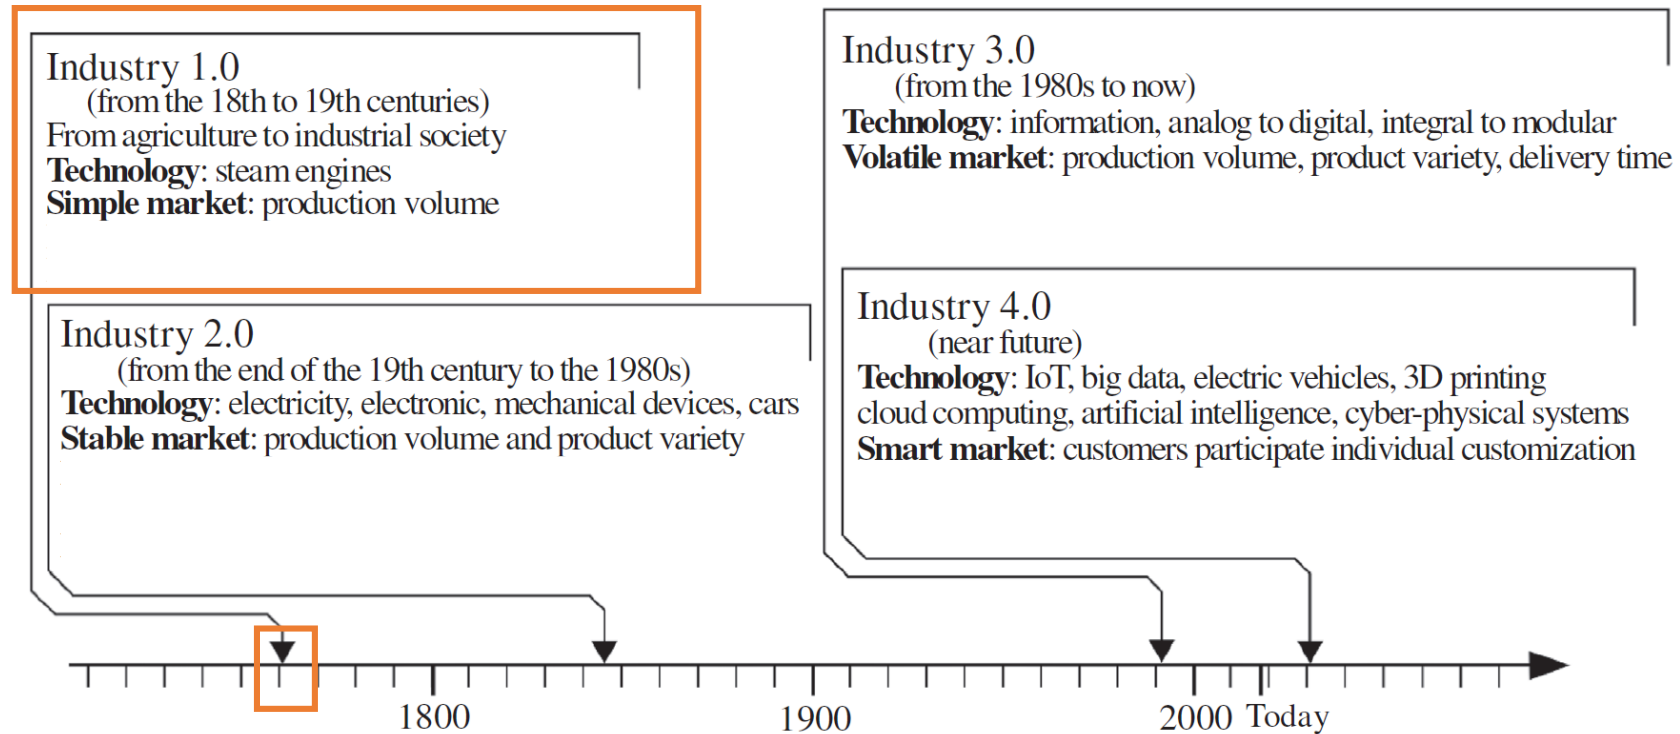 Industry 1.0
(from the 18th to 19th centuries)
From agriculture to industrial society
Technology: steam engines
Simple market: production volume
Industry 2.0
(from the end of the 19th century to the 1980s)
Technology: electricity, electronic, mechanical devices, cars
Stable market: production volume and product variety
Industry 3.0
(from the 1980s to now)
Technology: information, analog to digital, integral to modular
Volatile market: production volume, product variety, delivery time
Industry 4.0
(near future)
Technology: IoT, big data, electric vehicles, 3D printing
cloud computing, artificial intelligence, cyber-physical systems
Smart market: customers participate individual customization
1800 1900 2000 Today